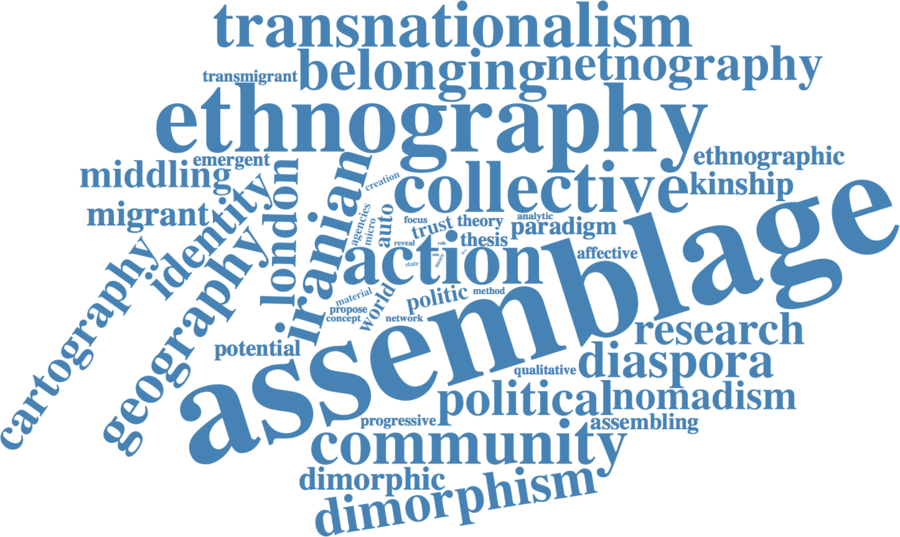 transnationalism
transmigrant
belonging
netnography
ethnography
middling
emergent
ethnographic
migrant
identity
london
iranian
creation
collective
kinship
cartography
geography
agencies
micro
auto
focus
trust
theory
analytic
paradigm
reveal
role
thesis
action
state
affective
assemblage
material
propose
concept
world
politic
method
network
potential
research
qualitative
diaspora
progressive
political
nomadism
assembling
community
dimorphic
dimorphism